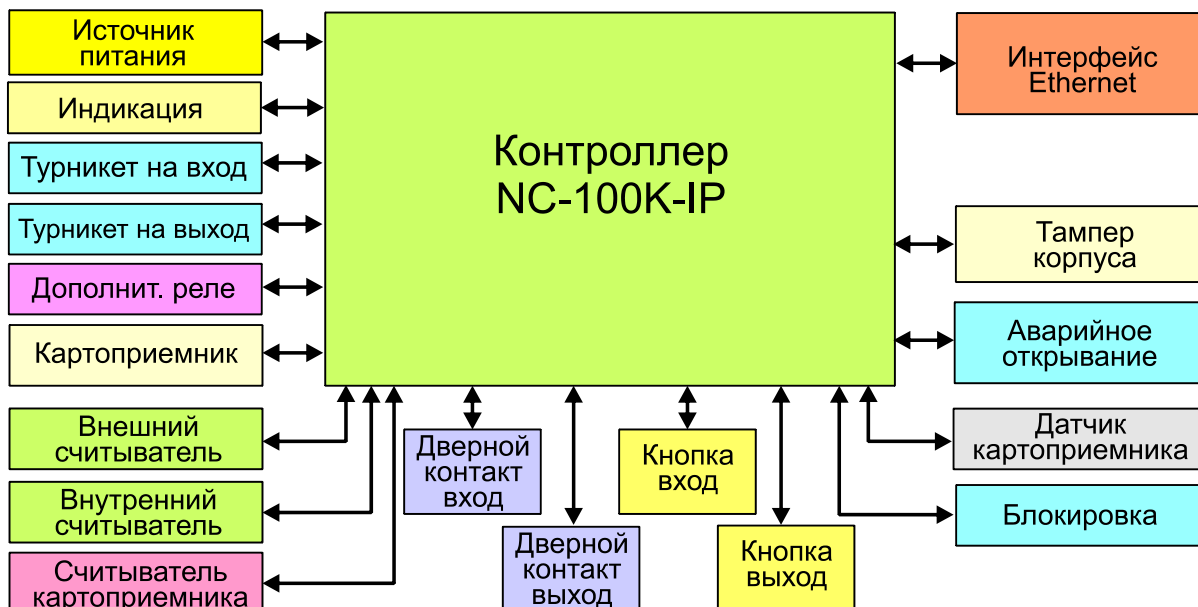 Источник
питания
Индикация
Турникет на вход
Турникет на выход
Дополнит. реле
Картоприемник
Внешний
считыватель
Внутренний
считыватель
Считыватель
картоприемника
Контроллер
NC-100K-IP
Дверной
контакт
вход
Дверной
контакт
выход
Кнопка
вход
Кнопка
выход
Интерфейс
Ethernet
Тампер
корпуса
Аварийное
открывание
Датчик
картоприемника
Блокировка